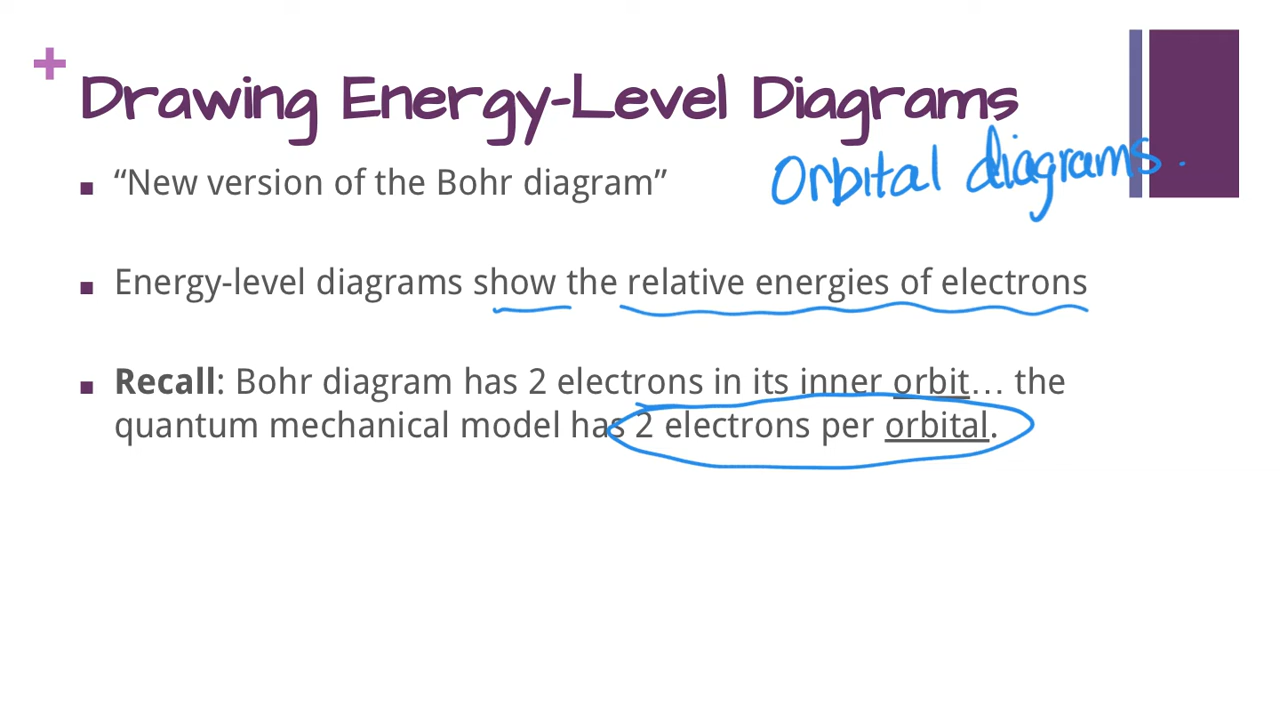 +
Drawing Energy-Level Diagrams
Orbital diagrams.
▪ “New version of the Bohr diagram”
▪ Energy-level diagrams show the relative energies of electrons
▪ Recall: Bohr diagram has 2 electrons in its inner orbit… the
quantum mechanical model has 2 electrons per orbital.